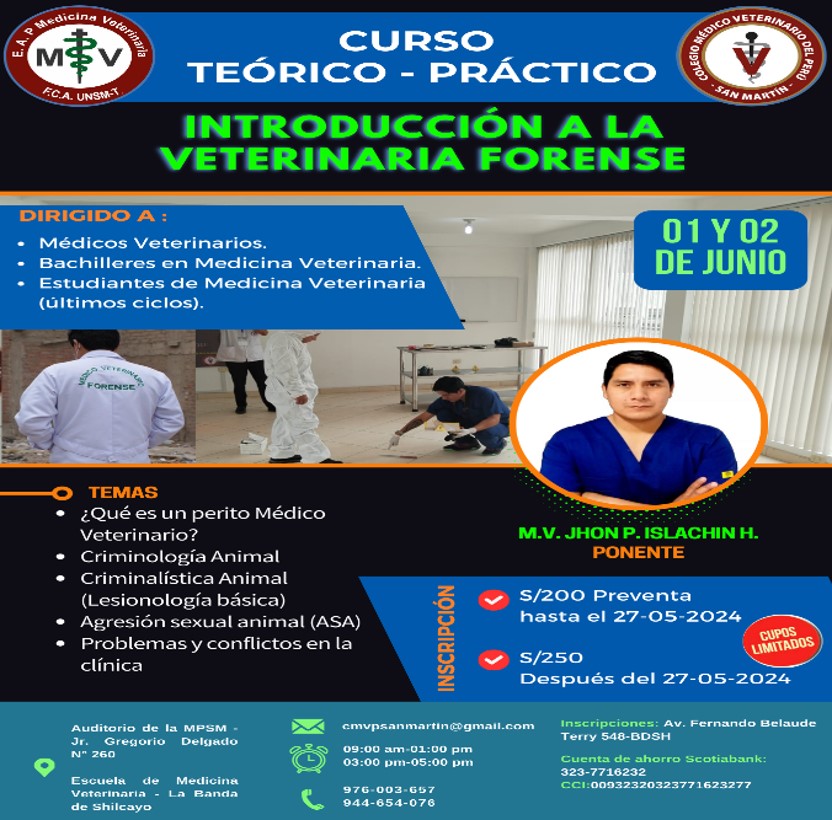 E.A.P Medicina Veterinaria
MV
F.C.A. UNSM-T
CURSO
TEÓRICO - PRÁCTICO
COLEGIO MÉDICO VETERINARIO DEL PERÚ
V
- SAN MARTÍN -
INTRODUCCIÓN A LA
VETERINARIA FORENSE
DIRIGIDO A :
• Médicos Veterinarios.
• Bachilleres en Medicina Veterinaria.
• Estudiantes de Medicina Veterinaria
(últimos ciclos).
01 Y 02
DE JUNIO
MÉDICO VETERINARIO
FORENSE
TEMAS
• ¿Qué es un perito Médico
Veterinario?
• Criminología Animal
• Criminalística Animal
(Lesionología básica)
• Agresión sexual animal (ASA)
• Problemas y conflictos en la
clínica
M.V. JHON P. ISLACHIN H.
PONENTE
INSCRIPCIÓN
S/200 Preventa
hasta el 27-05-2024
S/250
Después del 27-05-2024
CUPOS
LIMITADOS
Auditorio de la MPSM -
Jr. Gregorio Delgado
N° 260
Escuela de Medicina
Veterinaria - La Banda
de Shilcayo
cmvpsanmartin@gmail.com
09:00 am-01:00 pm
03:00 pm-05:00 pm
976-003-657
944-654-076
Inscripciones: Av. Fernando Belaude
Terry 548-BDSH
Cuenta de ahorro Scotiabank:
323-7716232
CCI:00932320323771623277